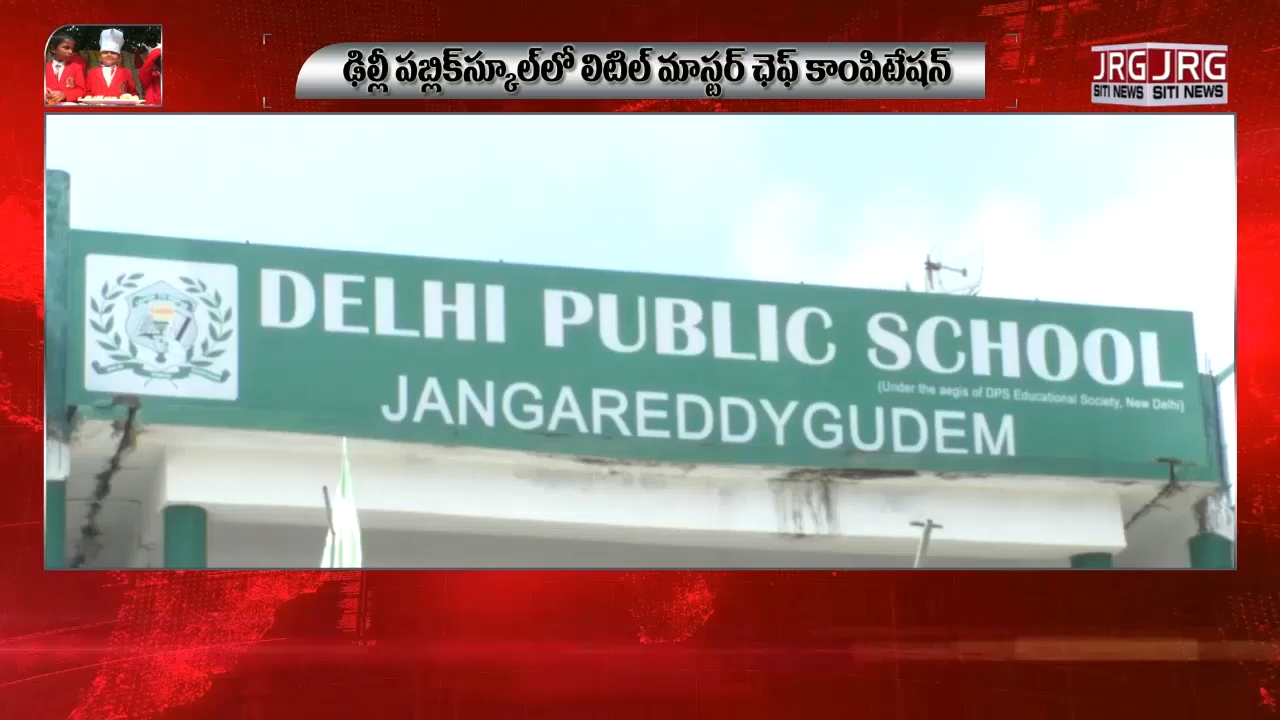 ఢిల్లీ పబ్లిక్‌స్కూల్‌లో లిటిల్ మాస్టర్ ఛెఫ్ కాంపిటేషన్
JRG JRG
SITI NEWS SITI NEWS
DELHI PUBLIC SCHOOL
(Under the aegis of DPS Educational Society, New Delhi)
JANGAREDDYGUDEM